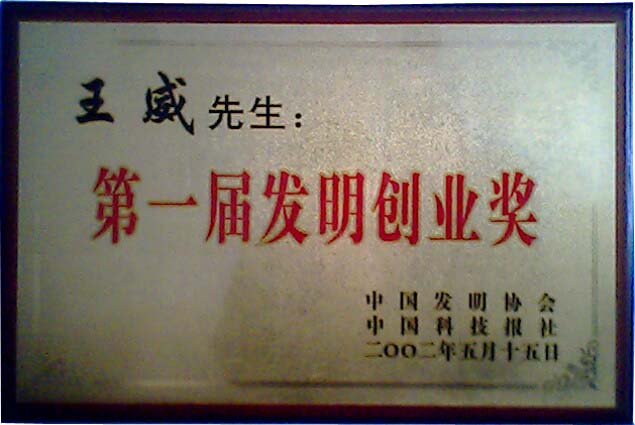 王威先生：
第一届发明创业奖
中国发明协会
中国科技报社
二〇〇二年五月十五日